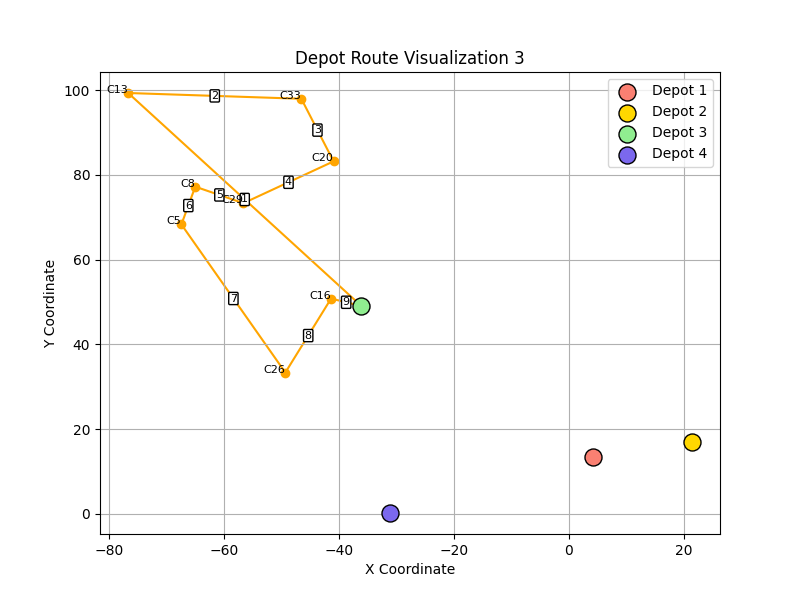 Depot Route Visualization 3
Depot 1
Depot 2
Depot 3
Depot 4
C13
2
C33
3
C20
4
C8
5
C29
1
6
C5
7
C16
9
8
C26
100
80
60
40
20
0
−80
−60
−40
−20
0
20
X Coordinate
Y Coordinate